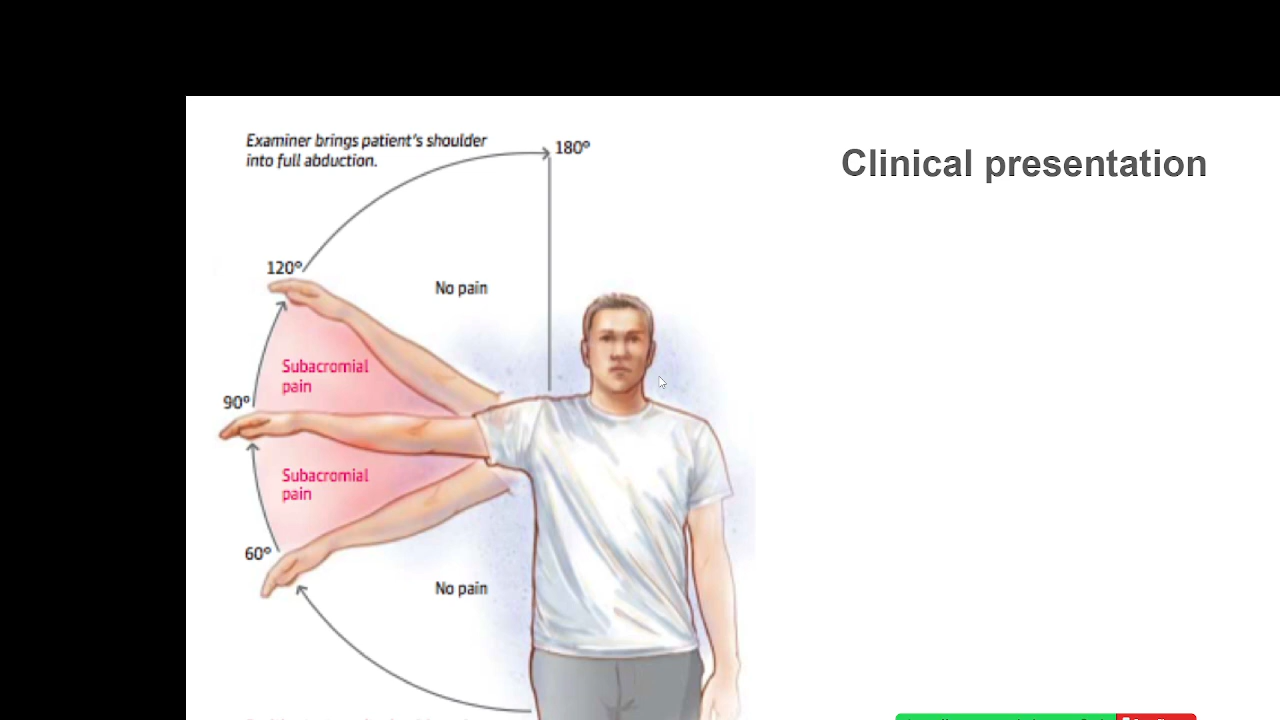 Examiner brings patient's shoulder
into full abduction.
180°
Clinical presentation
120°
No pain
Subacromial
pain
90°
Subacromial
pain
60°
No pain